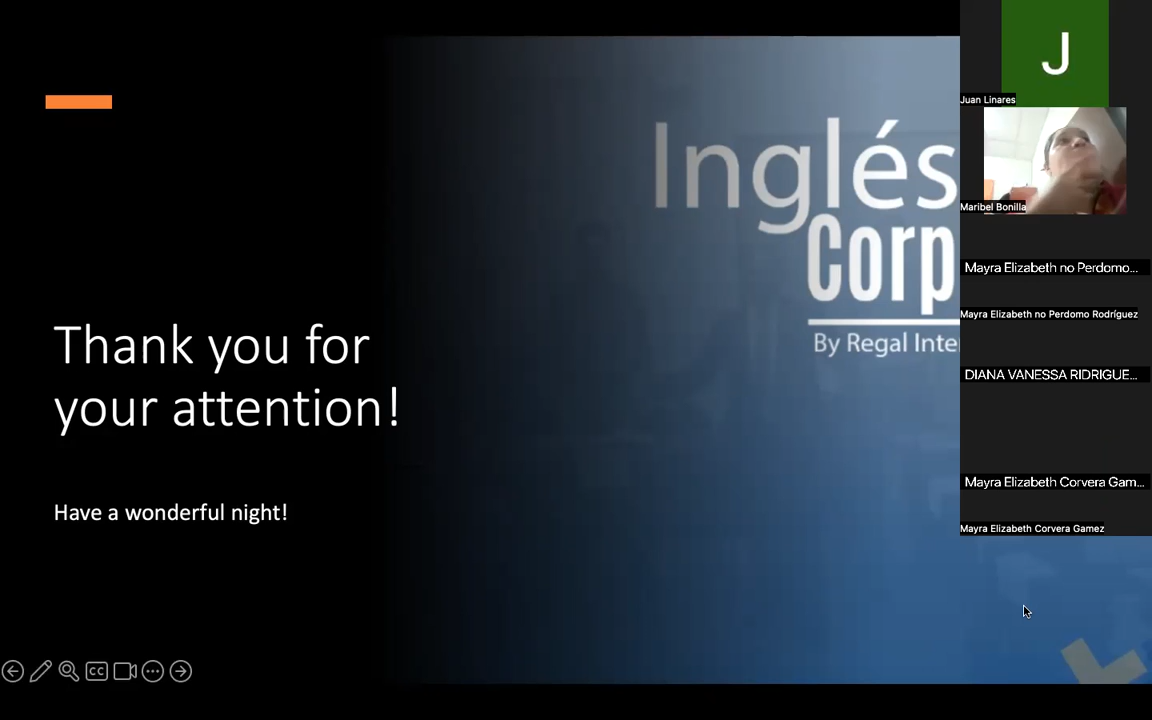 Thank you for
your attention!
Have a wonderful night!
Inglés
Corp
By Regal Inte
J
Juan Linares
Maribel Bonilla
Mayra Elizabeth no Perdomo...
Mayra Elizabeth no Perdomo Rodríguez
DIANA VANESSA RIDRIGUE...
Mayra Elizabeth Corvera Gam...
Mayra Elizabeth Corvera Gamez
CC